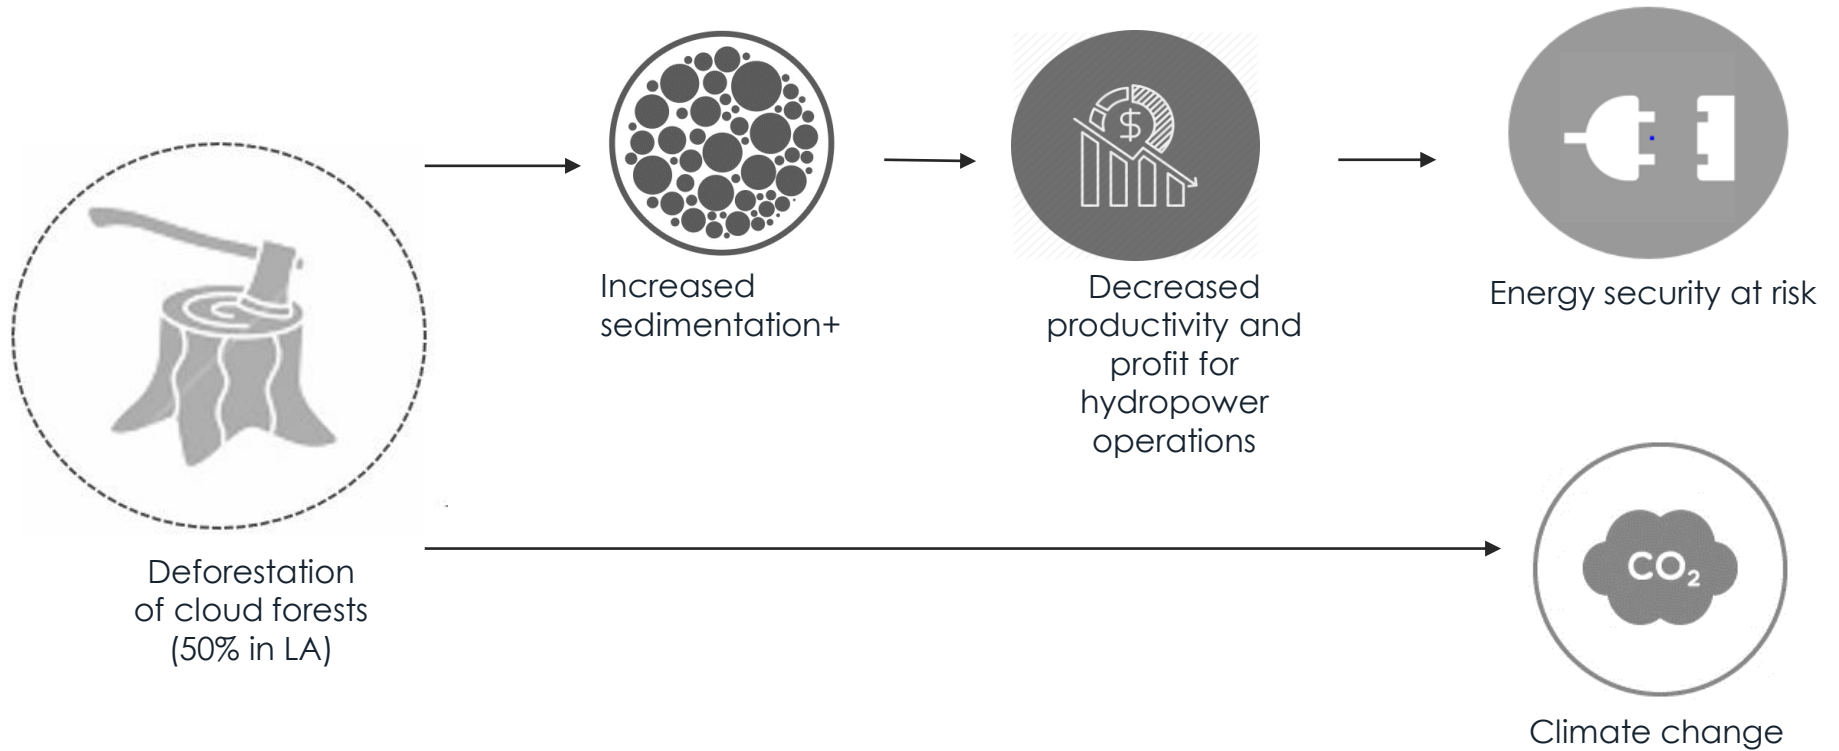 Increased
sedimentation+
$
Decreased
productivity and
profit for
hydropower
operations
Energy security at risk
Deforestation
of cloud forests
(50% in LA)
CO₂
Climate change